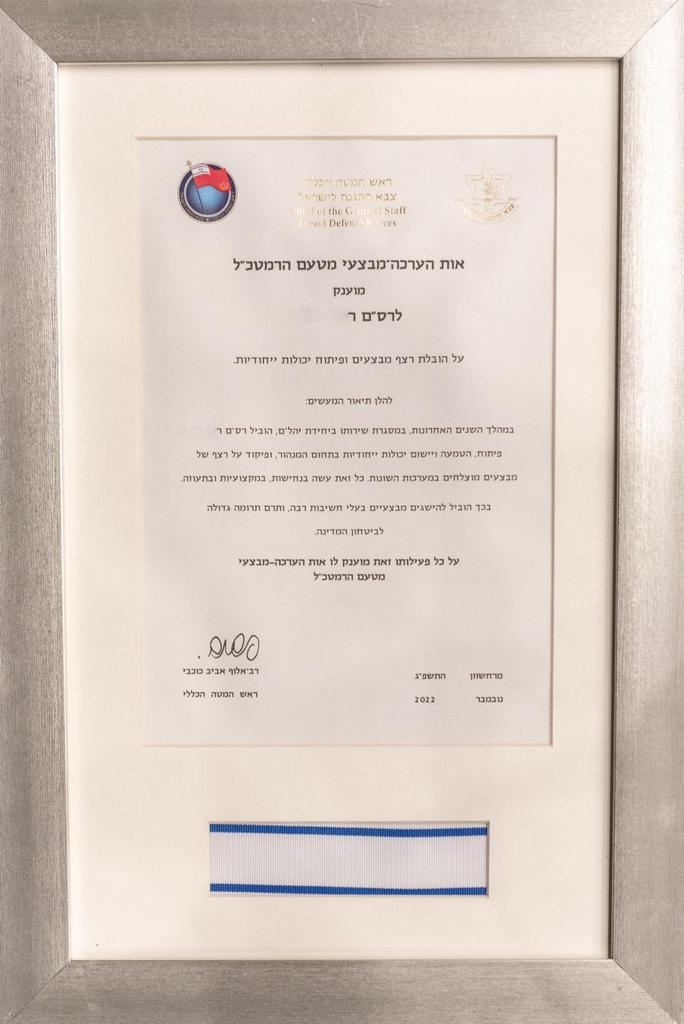 ראש המטה הכללי
צבא ההגנה לישראל
Chief of the General Staff
Israel Defense Forces
אות הערכה־מבצעי מטעם הרמטכ"ל
מוענק
לרס"ם ר
על הובלת רצף מבצעים ופיתוח יכולות ייחודיות.
להלן תיאור המעשים:
במהלך השנים האחרונות, במסגרת שירותו ביחידת יהל"ם, הוביל רס"ם ר
פיתוח, הטמעה ויישום יכולות ייחודיות בתחום המנהור, ופיקוד על רצף של
מבצעים מוצלחים במערכות השונות. כל זאת עשה בנחישות, במקצועיות ובתעוזה.
בכך הוביל להישגים מבצעיים בעלי חשיבות רבה, ותרם תרומה גדולה
לביטחון המדינה.
על כל פעילותו זאת מוענק לו אות הערכה–מבצעי
מטעם הרמטכ"ל
מרחשוון התשפ"ג
נובמבר 2022
רב־אלוף אביב כוכבי
ראש המטה הכללי